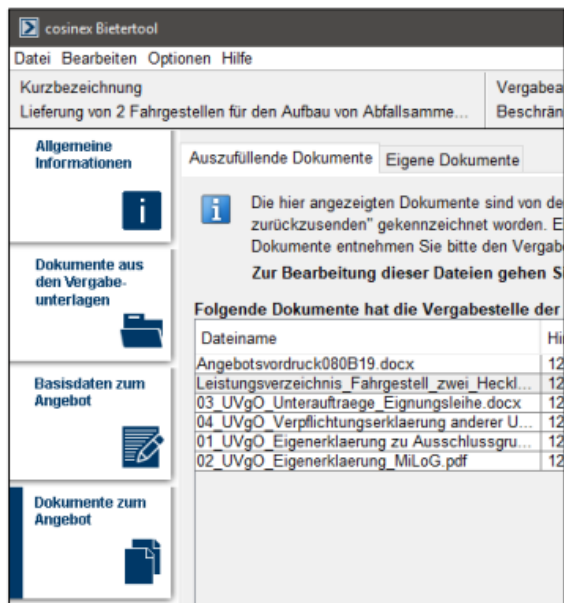 cosinex Bietertool
Datei Bearbeiten Optionen Hilfe
Kurzbezeichnung
Lieferung von 2 Fahrgestellen für den Aufbau von Abfallsamme...
Vergabea
Beschrän
Allgemeine
Informationen
Dokumente aus
den Vergabe-
unterlagen
Basisdaten zum
Angebot
Dokumente zum
Angebot
Auszufüllende Dokumente Eigene Dokumente
Die hier angezeigten Dokumente sind von de
zurückzusenden" gekennzeichnet worden. E
Dokumente entnehmen Sie bitte den Vergab
Zur Bearbeitung dieser Dateien gehen S
Folgende Dokumente hat die Vergabestelle der
Dateiname Hi
Angebotsvordruck080B19.docx 12
Leistungsverzeichnis_Fahrgestell_zwei_Heckl... 12
03_UVgO_Unterauftraege_Eignungsleihe.docx 12
04_UVgO_Verpflichtungserklaerung anderer U... 12
01_UVgO_Eigenerklaerung zu Ausschlussgru... 12
02_UVgO_Eigenerklaerung_MiLoG.pdf 12